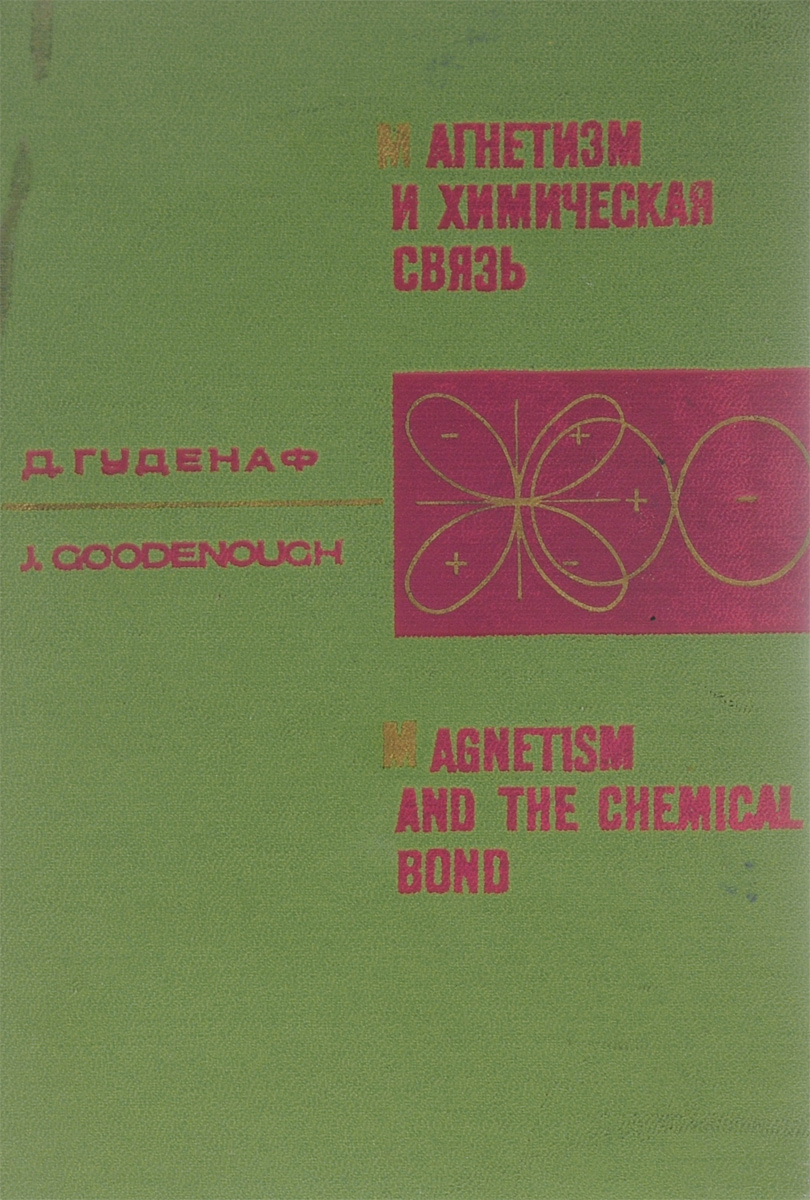 МАГНЕТИЗМ
И ХИМИЧЕСКАЯ
СВЯЗЬ
Д. ГУДЕНАФ
J. GOODENOUGH
- +
+ -
+ -
MAGNETISM
AND THE CHEMICAL
BOND